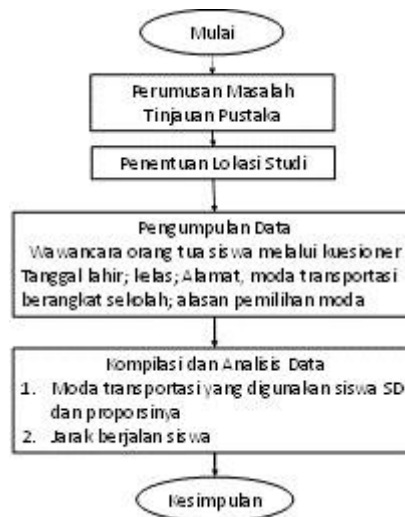 Mulai
Perumusan Masalah
Tinjauan Pustaka
Penentuan Lokasi Studi
Pengumpulan Data
Wawancara orang tua siswa melalui kuesioner
Tanggal lahir; kelas; Alamat, moda transportasi
berangkat sekolah; alasan pemilihan moda
Kompilasi dan Analisis Data
1. Moda transportasi yang digunakan siswa SD
dan proporsinya
2. Jarak berjalan siswa
Kesimpulan